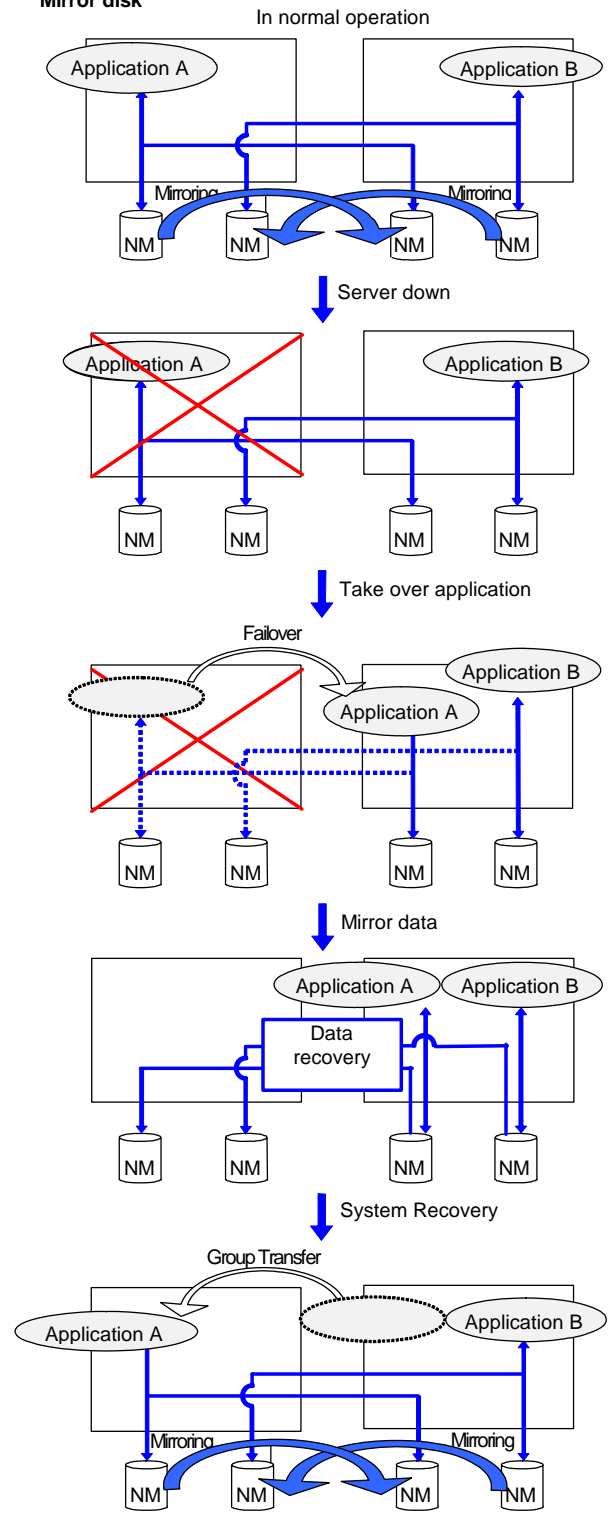 Mirror disk
In normal operation
Application A
Application B
Mirroring
Mirroring
NM
NM
NM
NM
Server down
Application A
Application B
NM
NM
NM
NM
Take over application
Failover
Application B
Application A
NM
NM
NM
NM
Mirror data
Application A
Application B
Data
recovery
NM
NM
NM
NM
System Recovery
Group Transfer
Application A
Application B
Mirroring
Mirroring
NM
NM
NM
NM